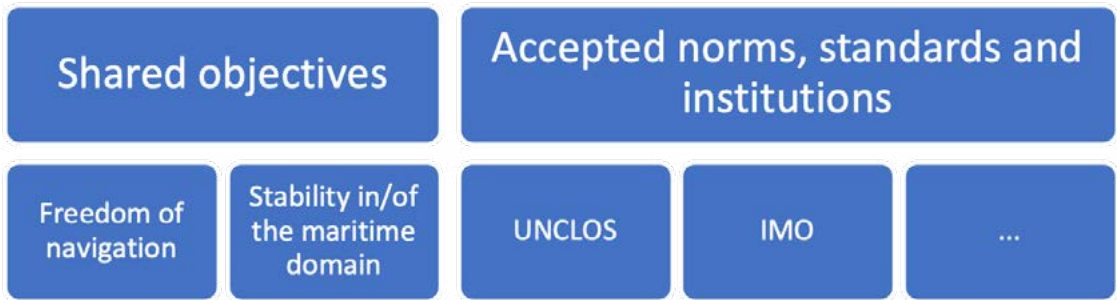 Shared objectives
Accepted norms, standards and
institutions
Freedom of
navigation
Stability in/of
the maritime
domain
UNCLOS
IMO
...